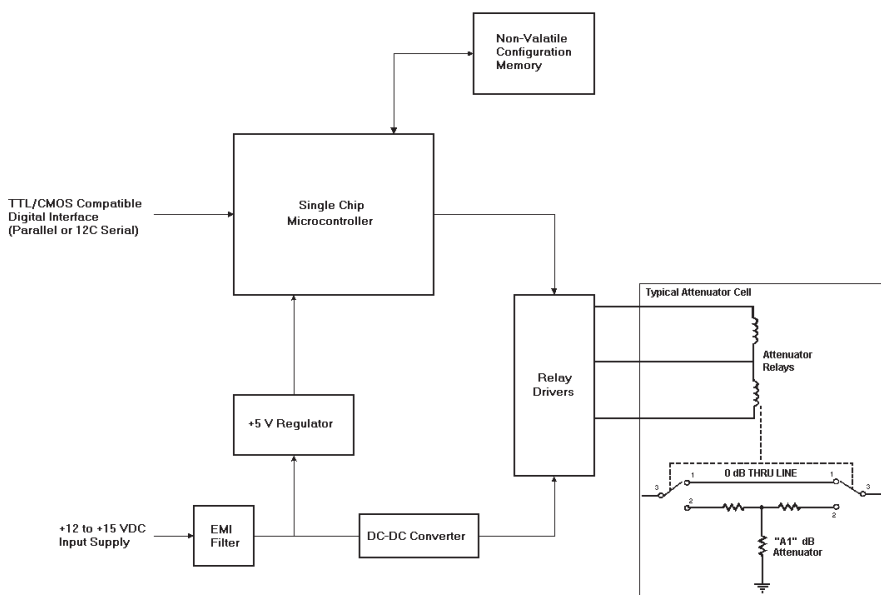 Non-Valatile
Configuration
Memory
Single Chip
Microcontroller
TTL/CMOS Compatible
Digital Interface
(Parallel or 12C Serial)
Typical Attenuator Cell
Attenuator
Relays
Relay
Drivers
+5 V Regulator
0 dB THRU LINE
1
1
3
3
2
2
+12 to +15 VDC
Input Supply
EMI
Filter
DC-DC Converter
"A1" dB
Attenuator